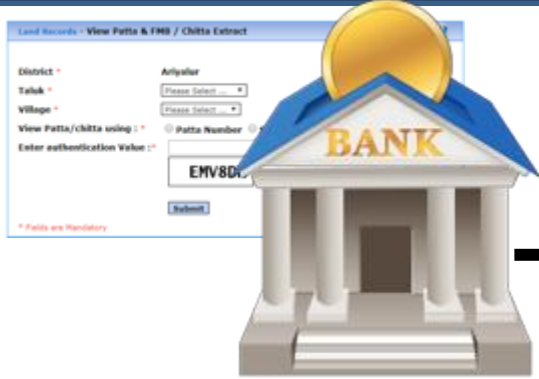 Land Records - View Patta & FMB / Chitta Extract
District * Ariyalur
Taluk * Please Select ...
Village * Please Select ...
View Patta/chitta using : * Patta Number
Enter authentication Value :*
EMV8D
Submit
* Fields are Mandatory
BANK